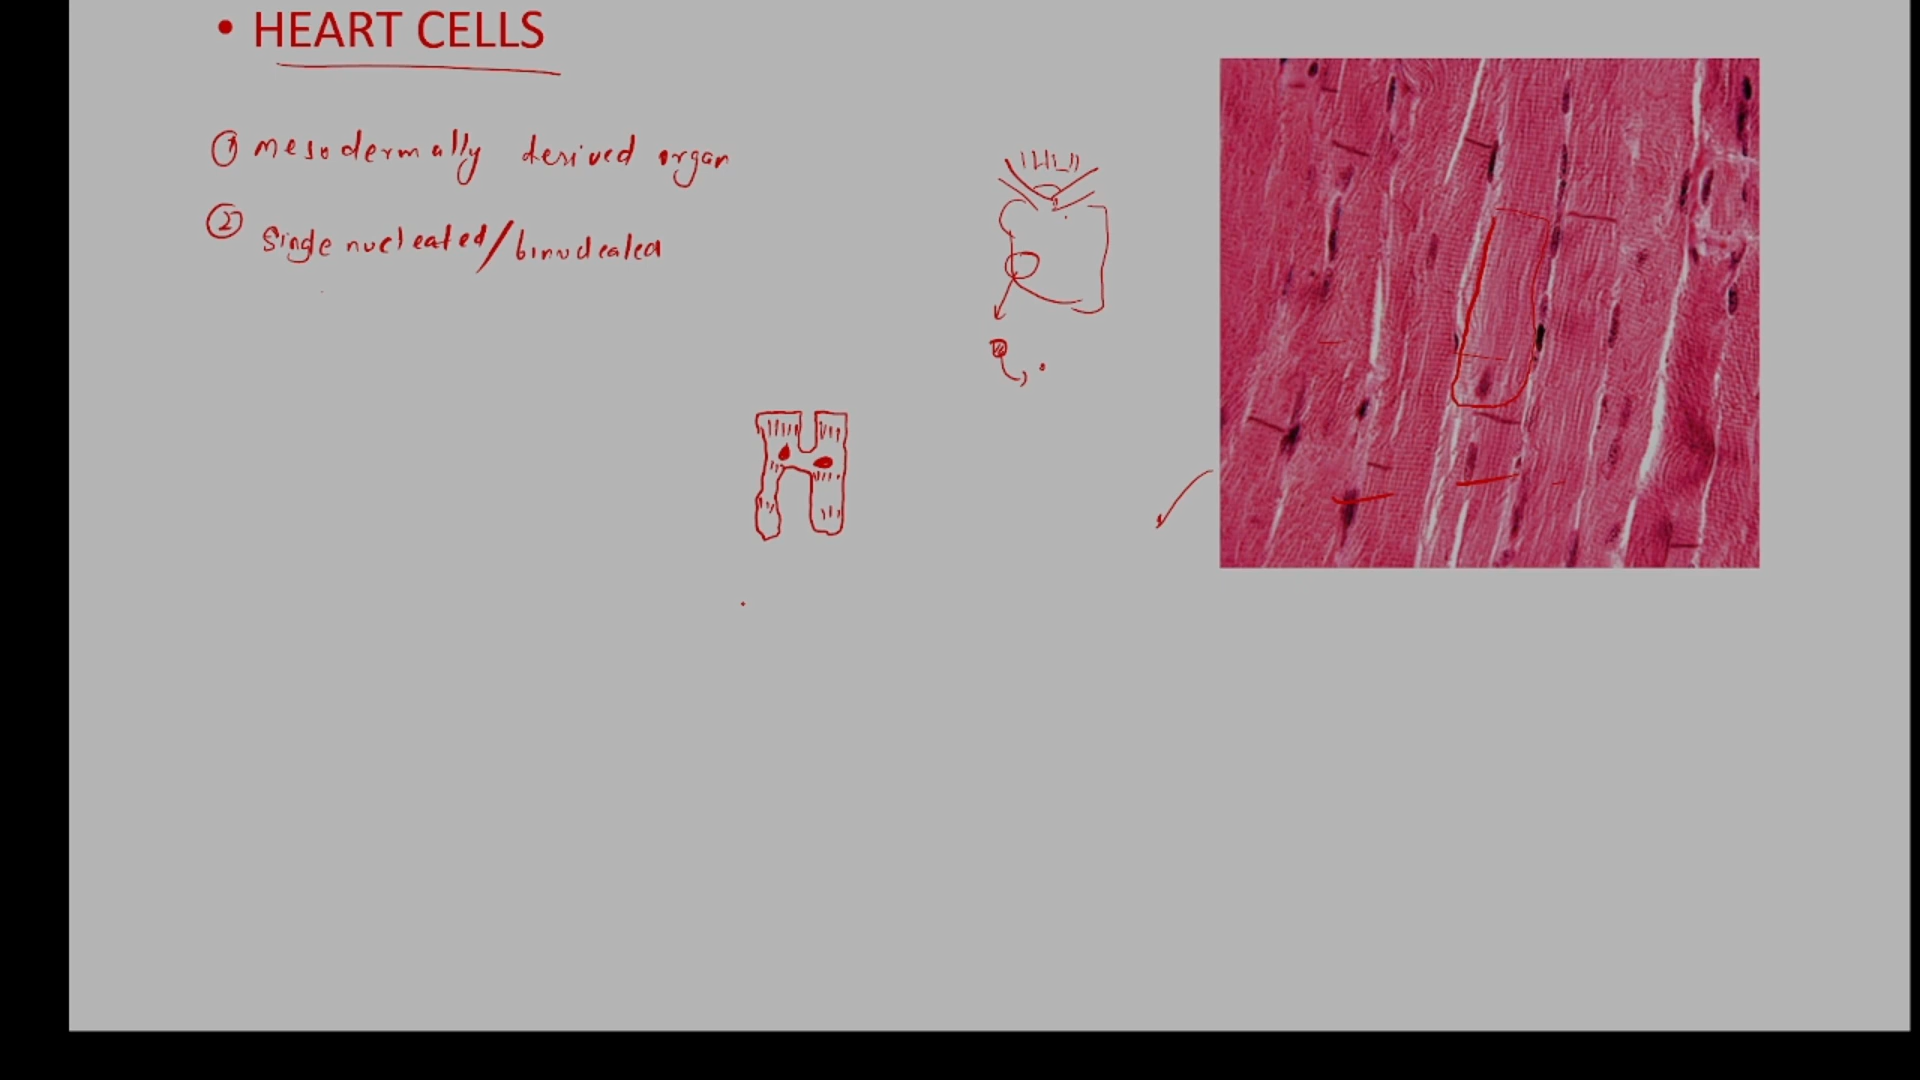 • HEART CELLS
① mesodermally derived organ
② Single nucleated/binucleated